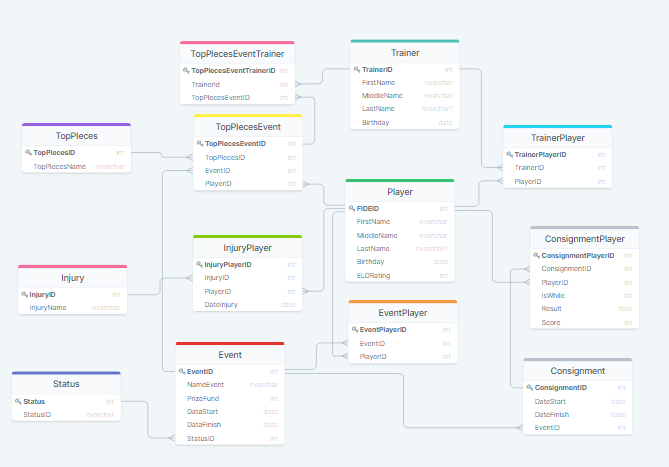 TopPlecesEventTrainer
TopPlecesEventTrainerID int
TrainerId int
TopPlecesEventID int
Trainer
TrainerID int
FirstName nvarchar
MiddleName nvarchar
LastName nvarchar?
Birthday date
TopPleces
TopPlecesID int
TopPlecesName nvarchar
TopPlecesEvent
TopPlecesEventID int
TopPlecesID int
EventID int
PlayerID int
TrainerPlayer
TrainerPlayerID int
TrainerID int
PlayerID int
Player
FIDEID int
FirstName nvarchar
MiddleName nvarchar
LastName nvarchar?
Birthday date
ELORating int
InjuryPlayer
InjuryPlayerID int
InjuryID int
PlayerID int
DateInjury date
ConsignmentPlayer
ConsignmentPlayerID int
ConsignmentID int
PlayerID int
IsWhile bit
Result float
Score int
Injury
InjuryID int
InjuryName nvarchar
EventPlayer
EventPlayerID int
EventID int
PlayerID int
Event
EventID int
NameEvent nvarchar
PrizeFund int
DataStart date
DataFinish date
StatusID int
Status
Status int
StatusID nvarchar
Consignment
ConsignmentID int
DateStart date
DateFinish date
EventID int